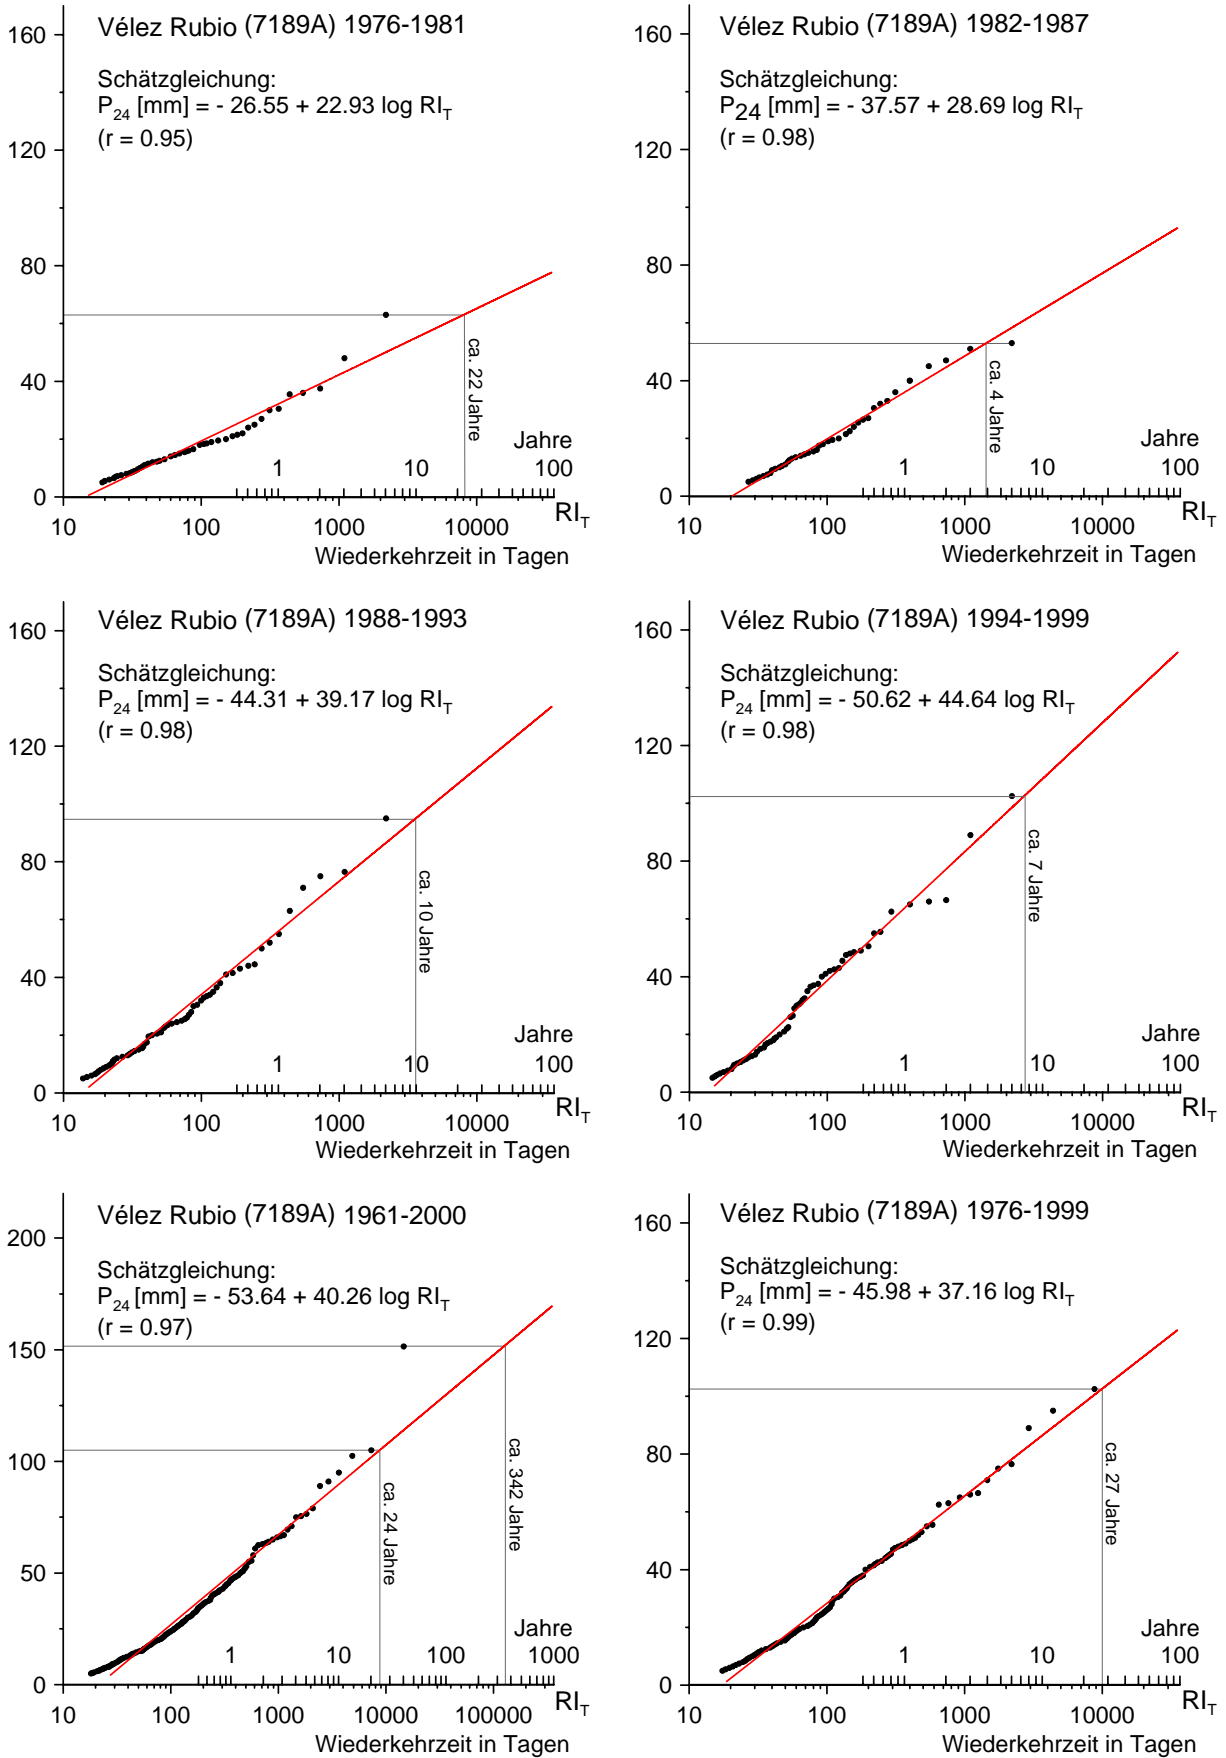 Vélez Rubio (7189A) 1976-1981
Schätzgleichung:
P24 [mm] = - 26.55 + 22.93 log RIT
(r = 0.95)
160
120
80
40
0
ca. 22 Jahre
Jahre
1 10 100
10 100 1000 10000 RIT
Wiederkehrzeit in Tagen
Vélez Rubio (7189A) 1982-1987
Schätzgleichung:
P24 [mm] = - 37.57 + 28.69 log RIT
(r = 0.98)
160
120
80
40
0
ca. 4 Jahre
Jahre
1 10 100
10 100 1000 10000 RIT
Wiederkehrzeit in Tagen
Vélez Rubio (7189A) 1988-1993
Schätzgleichung:
P24 [mm] = - 44.31 + 39.17 log RIT
(r = 0.98)
160
120
80
40
0
ca. 10 Jahre
Jahre
1 10 100
10 100 1000 10000 RIT
Wiederkehrzeit in Tagen
Vélez Rubio (7189A) 1994-1999
Schätzgleichung:
P24 [mm] = - 50.62 + 44.64 log RIT
(r = 0.98)
160
120
80
40
0
ca. 7 Jahre
Jahre
1 10 100
10 100 1000 10000 RIT
Wiederkehrzeit in Tagen
Vélez Rubio (7189A) 1961-2000
Schätzgleichung:
P24 [mm] = - 53.64 + 40.26 log RIT
(r = 0.97)
200
150
100
50
0
ca. 24 Jahre
ca. 342 Jahre
Jahre
1 10 100 1000
10 100 1000 10000 100000 RIT
Wiederkehrzeit in Tagen
Vélez Rubio (7189A) 1976-1999
Schätzgleichung:
P24 [mm] = - 45.98 + 37.16 log RIT
(r = 0.99)
160
120
80
40
0
ca. 27 Jahre
Jahre
1 10 100
10 100 1000 10000 RIT
Wiederkehrzeit in Tagen